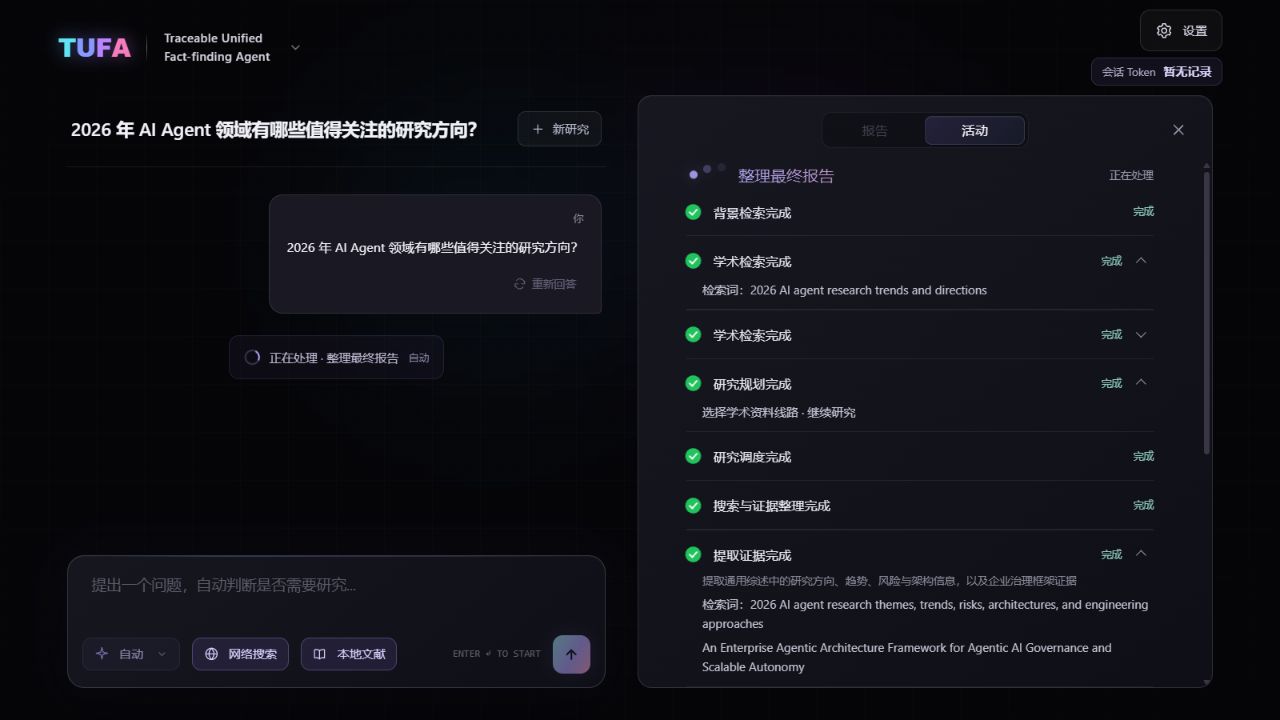 TUFA
Traceable Unified
Fact-finding Agent
设置
会话 Token 暂无记录
2026 年 AI Agent 领域有哪些值得关注的研究方向?
新研究
你
2026 年 AI Agent 领域有哪些值得关注的研究方向?
重新回答
正在处理 · 整理最终报告 自动
提出一个问题，自动判断是否需要研究...
自动
网络搜索
本地文献
ENTER ↵ TO START
报告
活动
整理最终报告
正在处理
背景检索完成
完成
学术检索完成
完成
检索词：2026 AI agent research trends and directions
学术检索完成
完成
研究规划完成
完成
选择学术资料线路 · 继续研究
研究调度完成
完成
搜索与证据整理完成
完成
提取证据完成
完成
提取通用综述中的研究方向、趋势、风险与架构信息，以及企业治理框架证据
检索词：2026 AI agent research themes, trends, risks, architectures, and engineering
approaches
An Enterprise Agentic Architecture Framework for Agentic AI Governance and
Scalable Autonomy